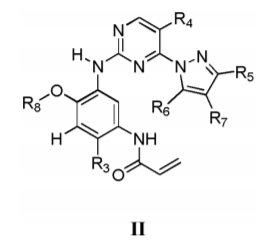 N R₄
H N
N N N
R₈ O R₆ R₅
R₇
H NH
R₃
O
II